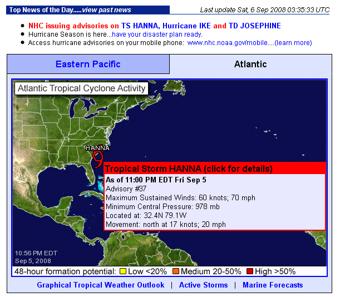 Top News of the Day.....view past news
Last update Sat, 6 Sep 2008 03:35:33 UTC
NHC issuing advisories on TS HANNA, Hurricane IKE and TD JOSEPHINE
Hurricane Season is here...have your disaster plan ready.
Access hurricane advisories on your mobile phone: www.nhc.noaa.gov/mobile....(learn more)
Eastern Pacific
Atlantic
Atlantic Tropical Cyclone Activity
HANNA
Tropical Storm HANNA (click for details)
As of 11:00 PM EDT Fri Sep 5
Advisory #37
Maximum Sustained Winds: 60 knots; 70 mph
Minimum Central Pressure: 978 mb
Located at: 32.4N 79.1W
Movement: north at 17 knots; 20 mph
10:56 PM EDT
Sep 5, 2008
48-hour formation potential: Low <20% Medium 20-50% High >50%
Graphical Tropical Weather Outlook | Active Storms | Marine Forecasts